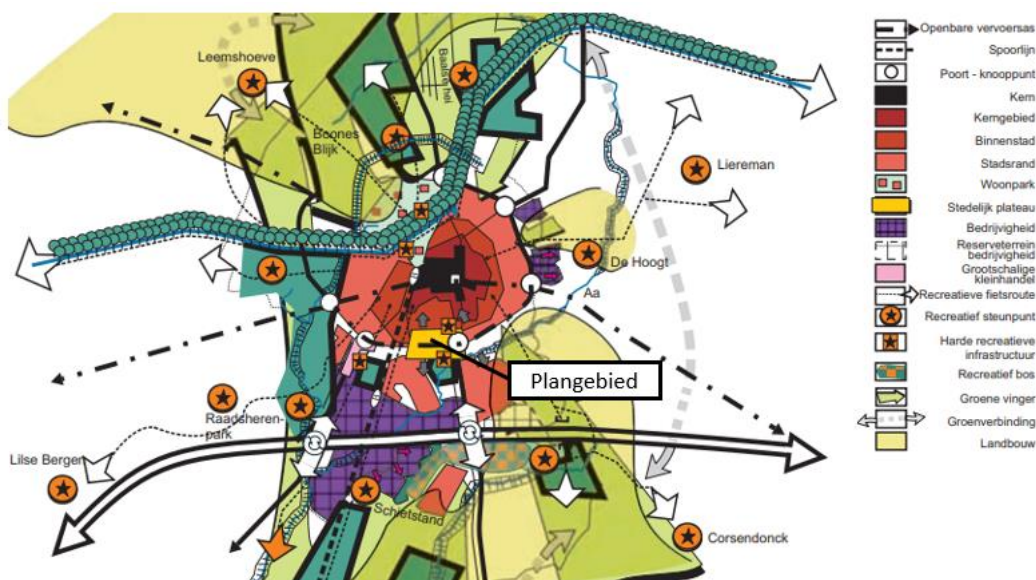 Leemshoeve
Baalse hei
Boones
Blijk
Liereman
De Hoogt
Aa
Plangebied
Raadsheren-
park
Lilse Bergen
Schietstand
Corsendonck
Openbare vervoersas
Spoorlijn
Poort - knooppunt
Kern
Kerngebied
Binnenstad
Stadsrand
Woonpark
Stedelijk plateau
Bedrijvigheid
Reserveterrein
bedrijvigheid
Grootschalige
kleinhandel
Recreatieve fietsroute
Recreatief steunpunt
Harde recreatieve
infrastructuur
Recreatief bos
Groene vinger
Groenverbinding
Landbouw